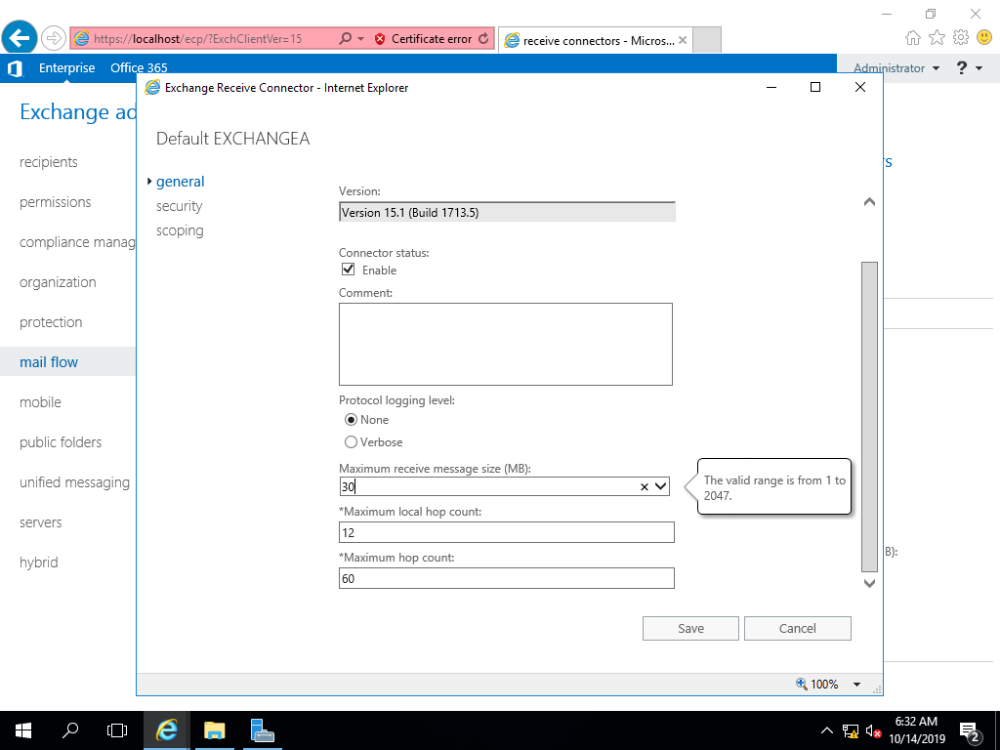 https://localhost/ecp/?ExchClientVer=15
Certificate error
receive connectors - Micros...
Enterprise
Office 365
Administrator
?
Exchange ad
rs
recipients
permissions
compliance manag
organization
protection
mail flow
mobile
public folders
unified messaging
servers
hybrid
B):
Exchange Receive Connector - Internet Explorer
Default EXCHANGEA
general
security
scoping
Version:
Version 15.1 (Build 1713.5)
Connector status:
Enable
Comment:
Protocol logging level:
None
Verbose
Maximum receive message size (MB):
30
The valid range is from 1 to
2047.
*Maximum local hop count:
12
*Maximum hop count:
60
Save
Cancel
100%
6:32 AM
10/14/2019
2